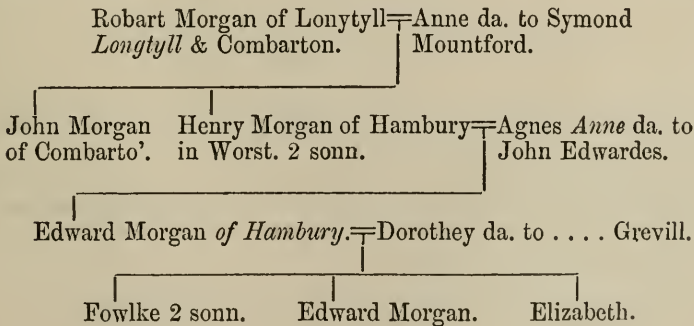 Robart Morgan of Lonytyll Anne da. to Symond
Longtyll & Combarton. Mountford.
John Morgan Henry Morgan of Hambury Agnes Anne da. to
of Combarto'. in Worst. 2 sonn. John Edwardes.
Edward Morgan of Hambury. Dorothey da. to .... Grevill.
Fowlke 2 sonn. Edward Morgan. Elizabeth.